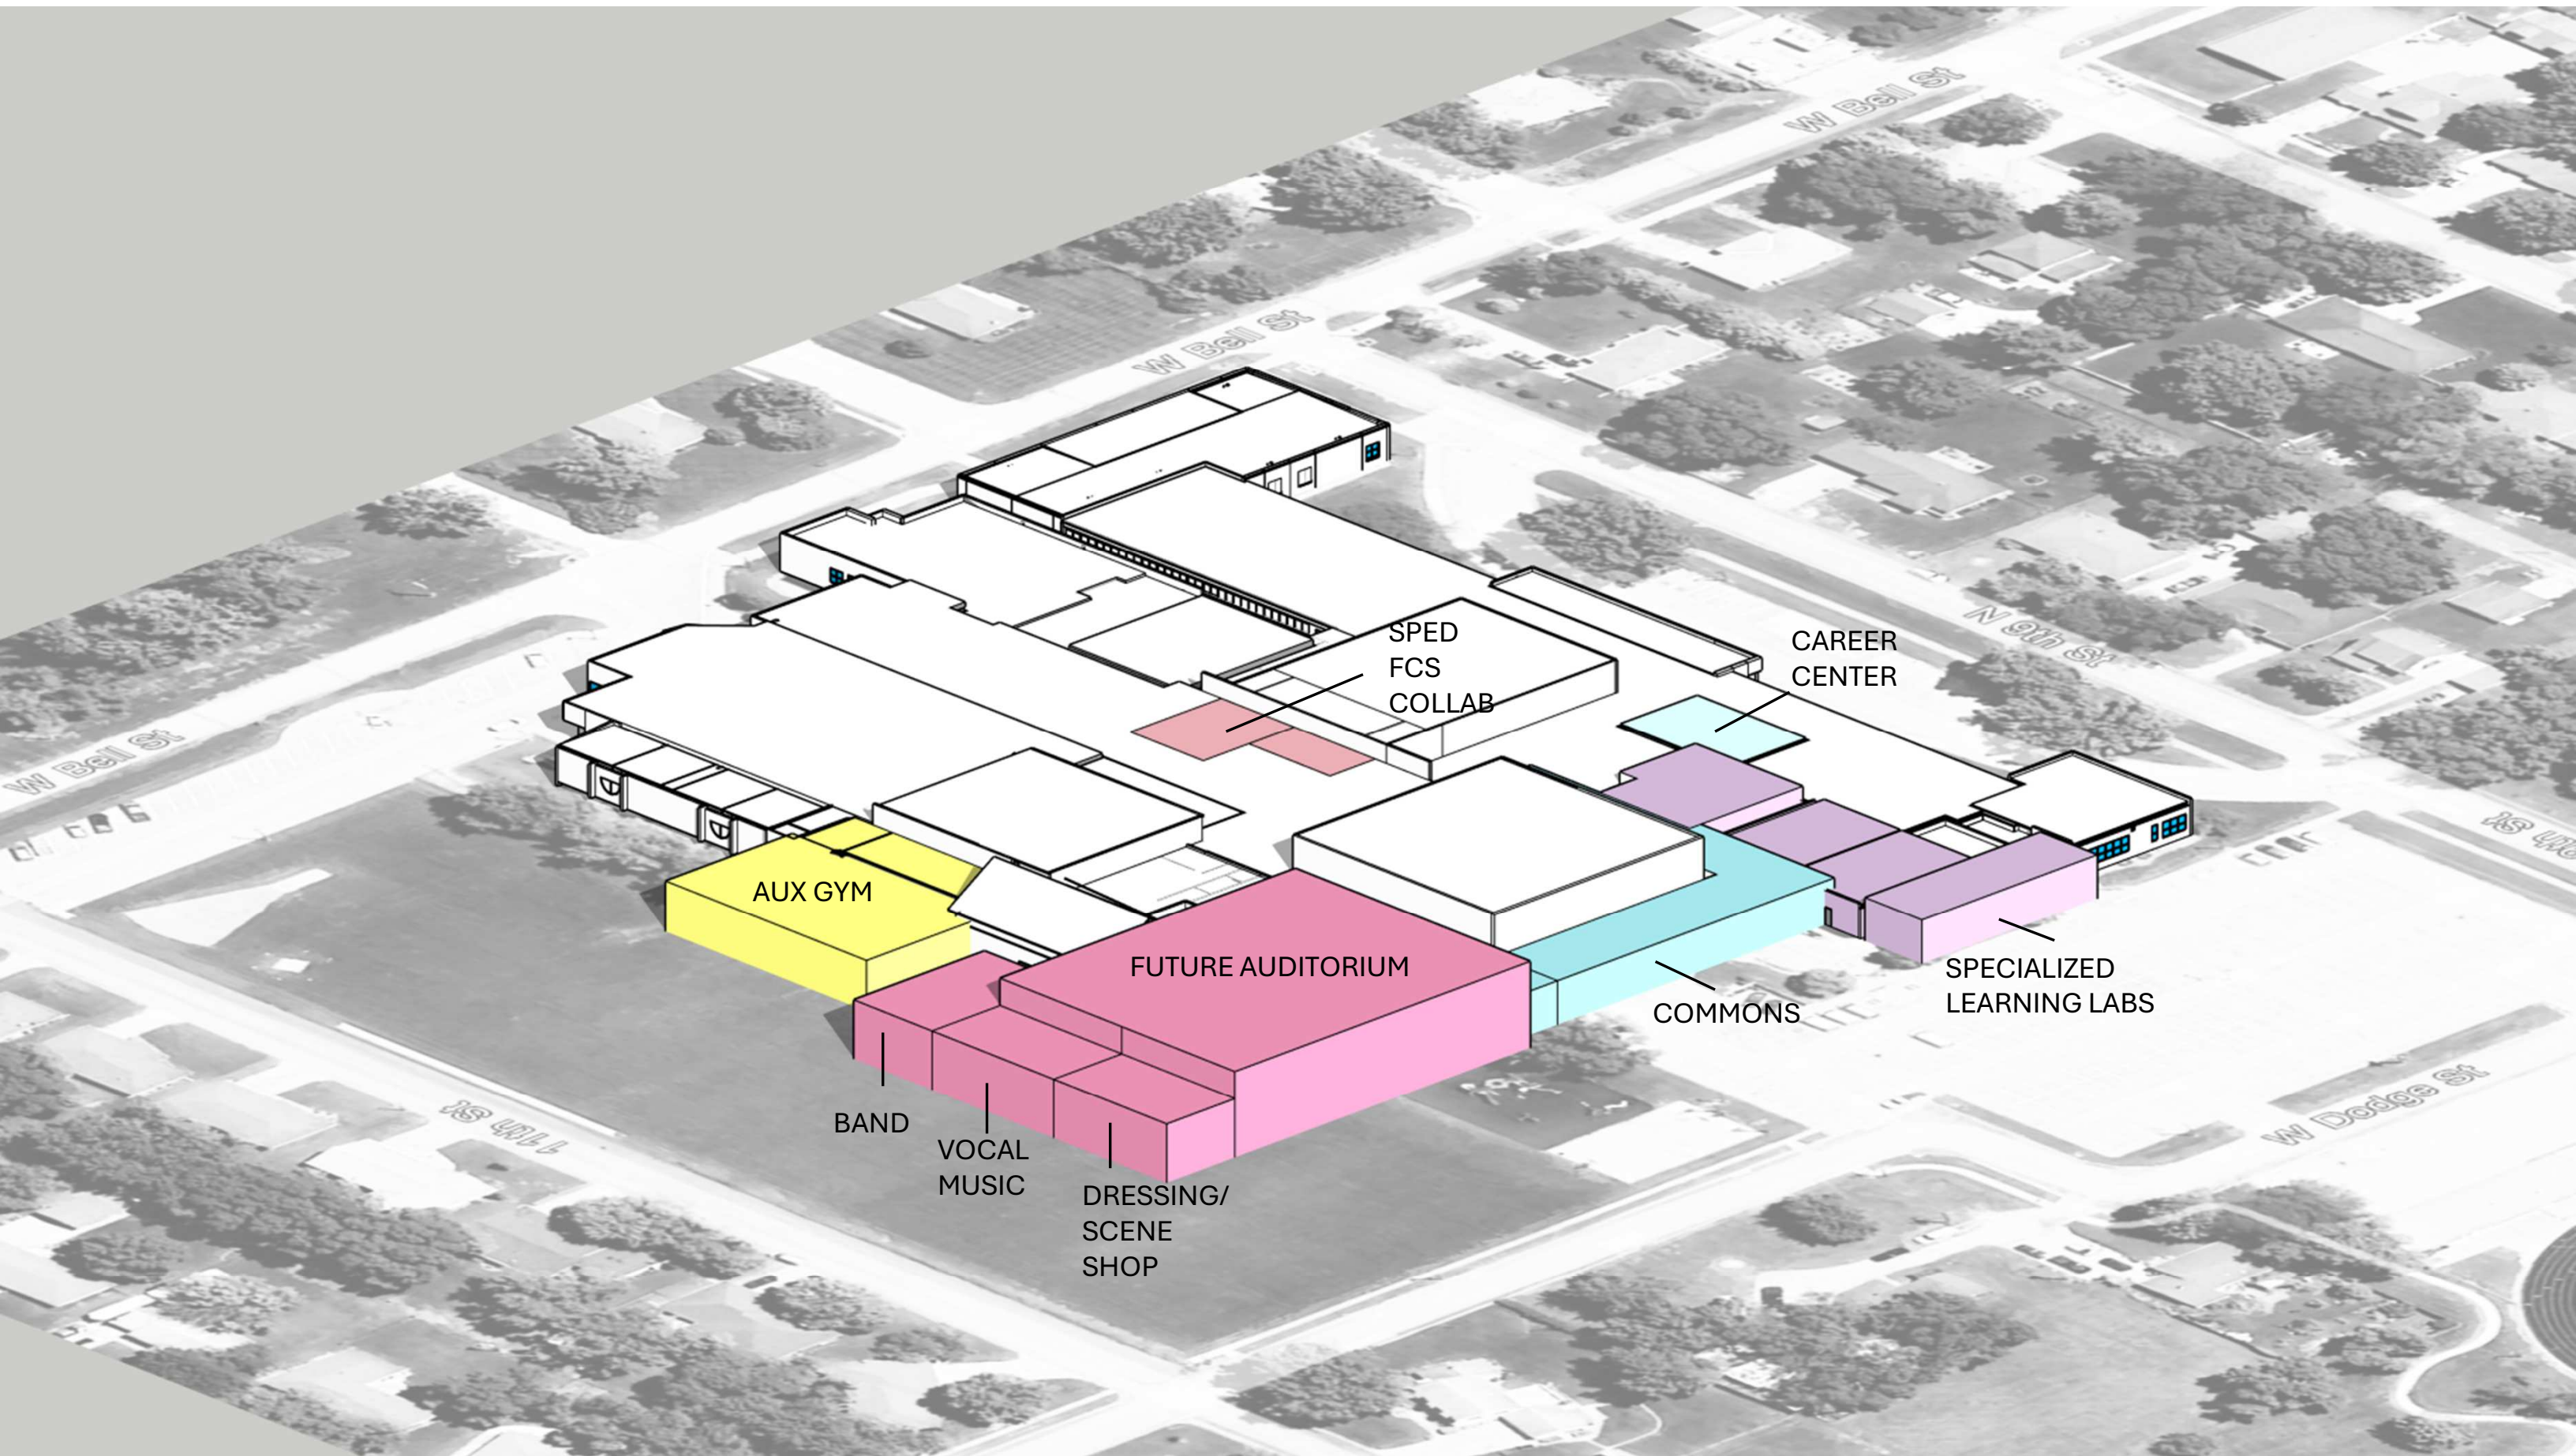 W Bell St
W Bell St
N 9th St
SPED
FCS
COLLAB
CAREER
CENTER
W Bell St
AUX GYM
FUTURE AUDITORIUM
SPECIALIZED
LEARNING LABS
COMMONS
W Dodge St
11th St
BAND
VOCAL
MUSIC
DRESSING/
SCENE
SHOP